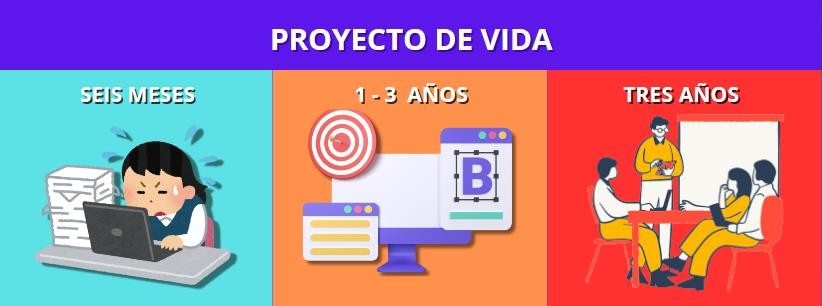 PROYECTO DE VIDA
SEIS MESES
1 - 3 AÑOS
TRES AÑOS
B